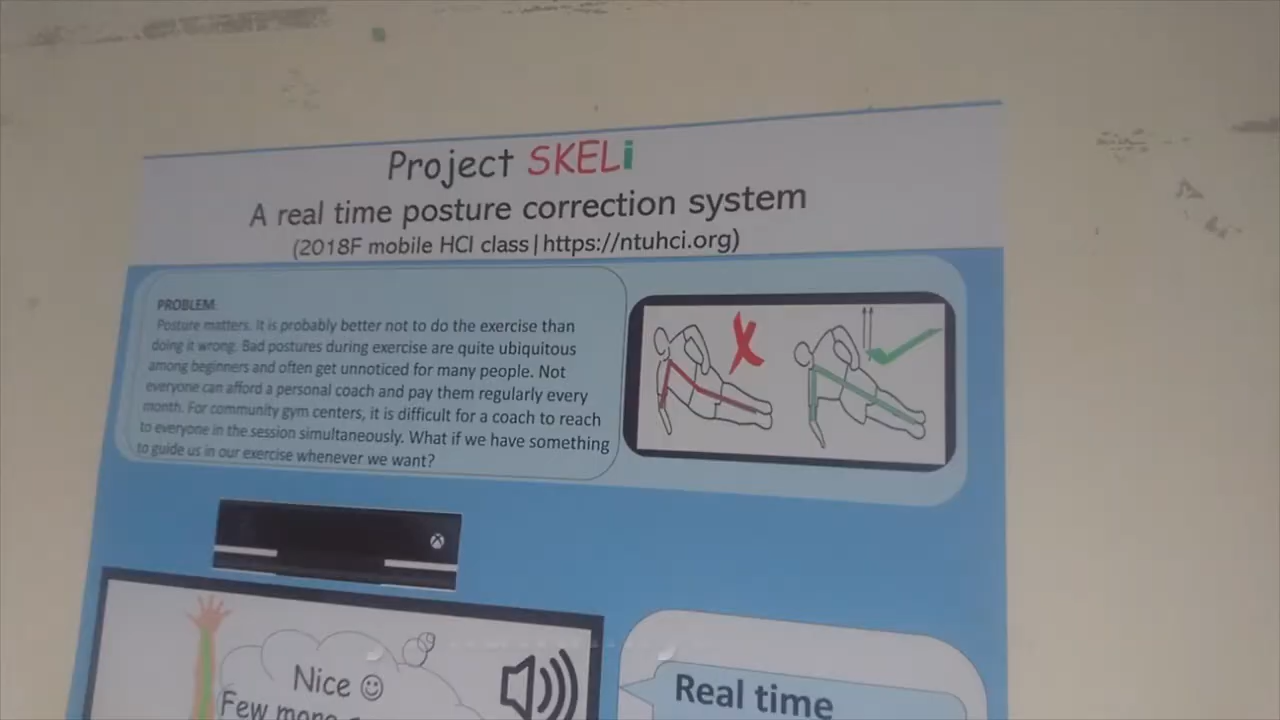 Project SKELi
A real time posture correction system
(2018F mobile HCI class|https://ntuhci.org)
PROBLEM:
Posture matters. It is probably better not to do the exercise than
doing it wrong. Bad postures during exercise are quite ubiquitous
among beginners and often get unnoticed for many people. Not
everyone can afford a personal coach and pay them regularly every
month. For community gym centers, it is difficult for a coach to reach
to everyone in the session simultaneously. What if we have something
to guide us in our exercise whenever we want?
Nice ☺
Few more
Real time